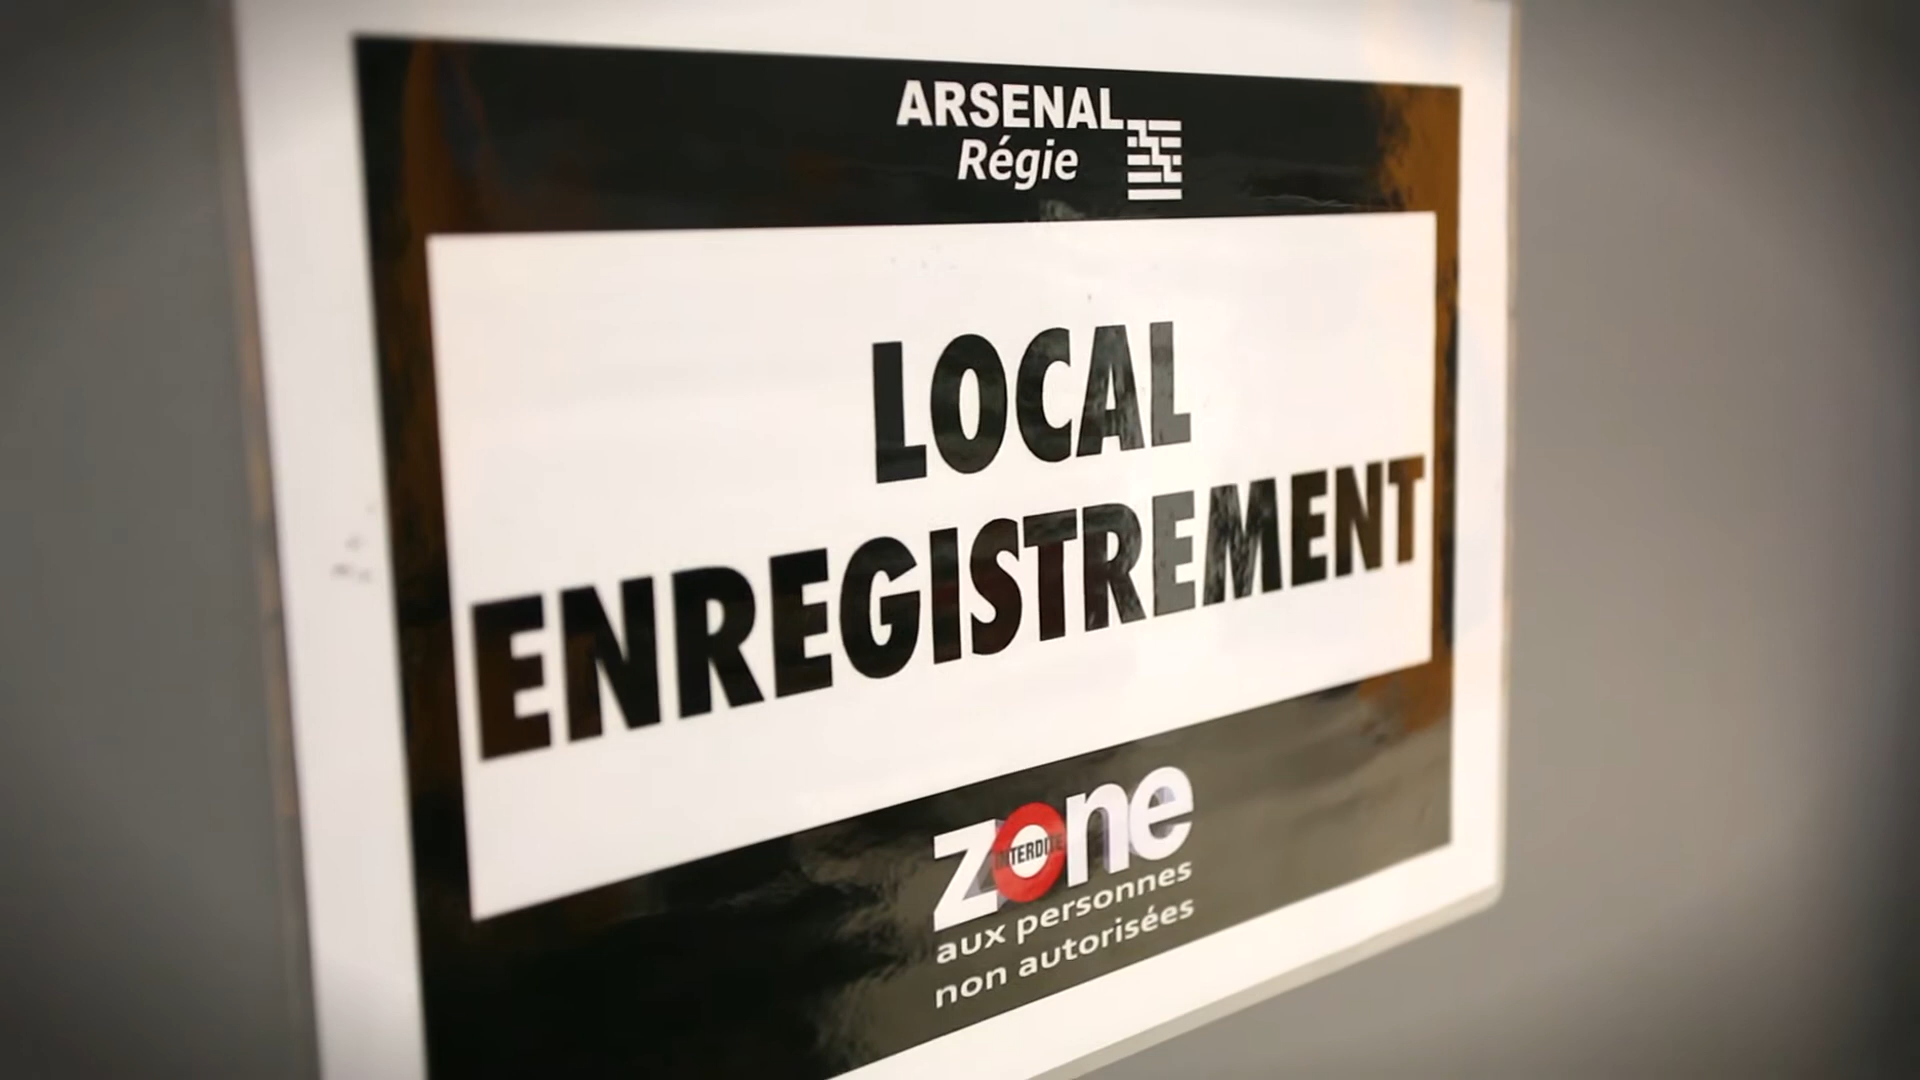 ARSENAL
Régie
LOCAL
ENREGISTREMENT
zone
INTERDITE
aux personnes
non autorisées